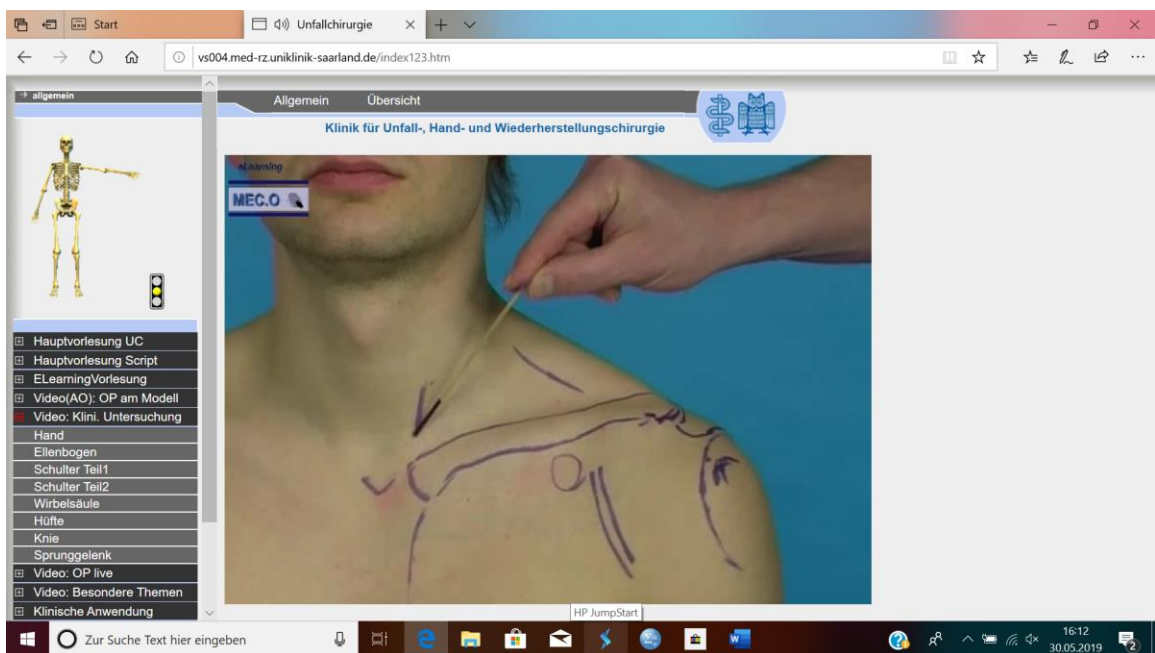 Start
Unfallchirurgie
vs004.med-rz.uniklinik-saarland.de/index123.htm
allgemein
Allgemein Übersicht
Klinik für Unfall-, Hand- und Wiederherstellungschirurgie
eLearning
MEC.O
Hauptvorlesung UC
Hauptvorlesung Script
ELearningVorlesung
Video(AO): OP am Modell
Video: Klini. Untersuchung
Hand
Ellenbogen
Schulter Teil1
Schulter Teil2
Wirbelsäule
Hüfte
Knie
Sprunggelenk
Video: OP live
Video: Besondere Themen
Klinische Anwendung
HP JumpStart
Zur Suche Text hier eingeben
16:12
30.05.2019
2